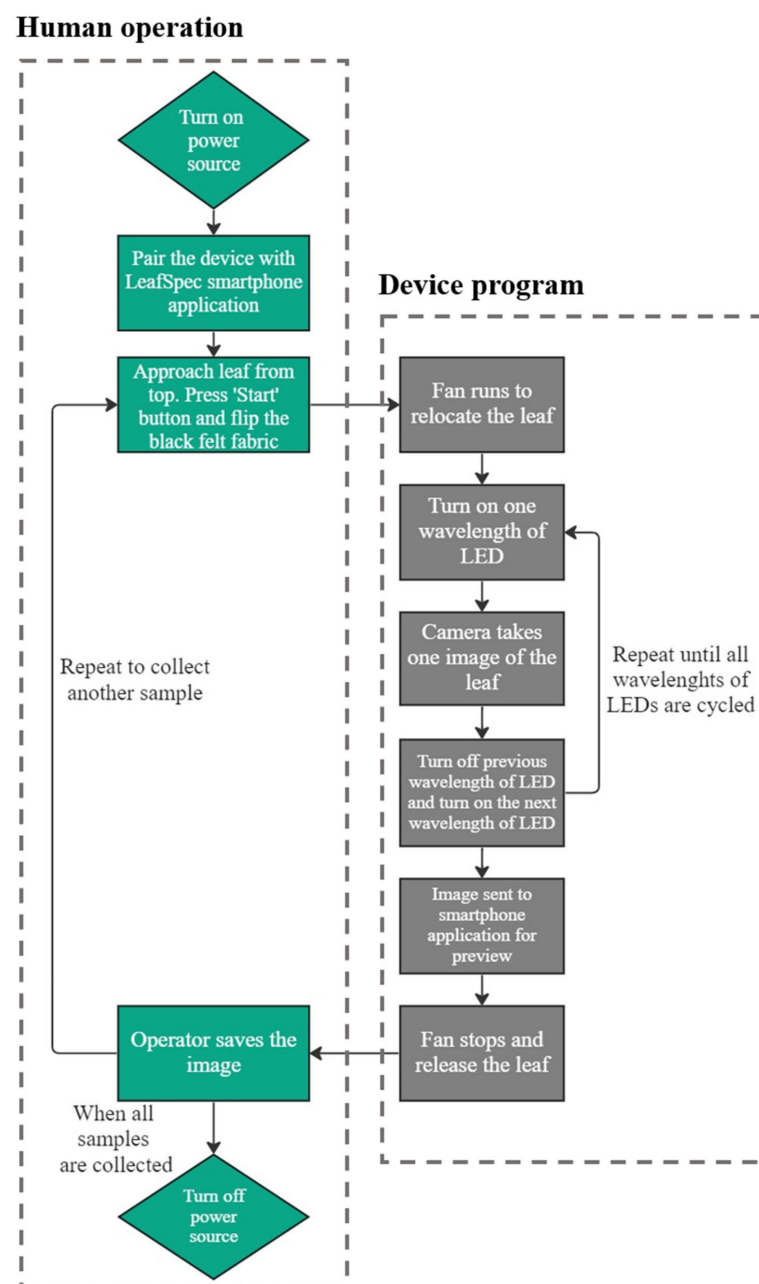 Human operation
Turn on
power
source
Pair the device with
LeafSpec smartphone
application
Approach leaf from
top. Press 'Start'
button and flip the
black felt fabric
Device program
Fan runs to
relocate the leaf
Turn on one
wavelength of
LED
Camera takes
one image of the
leaf
Repeat until all
wavelenghts of
LEDs are cycled
Repeat to collect
another sample
Turn off previous
wavelength of LED
and turn on the next
wavelength of LED
Image sent to
smartphone
application for
preview
Fan stops and
release the leaf
Operator saves the
image
When all
samples
are collected
Turn off
power
source